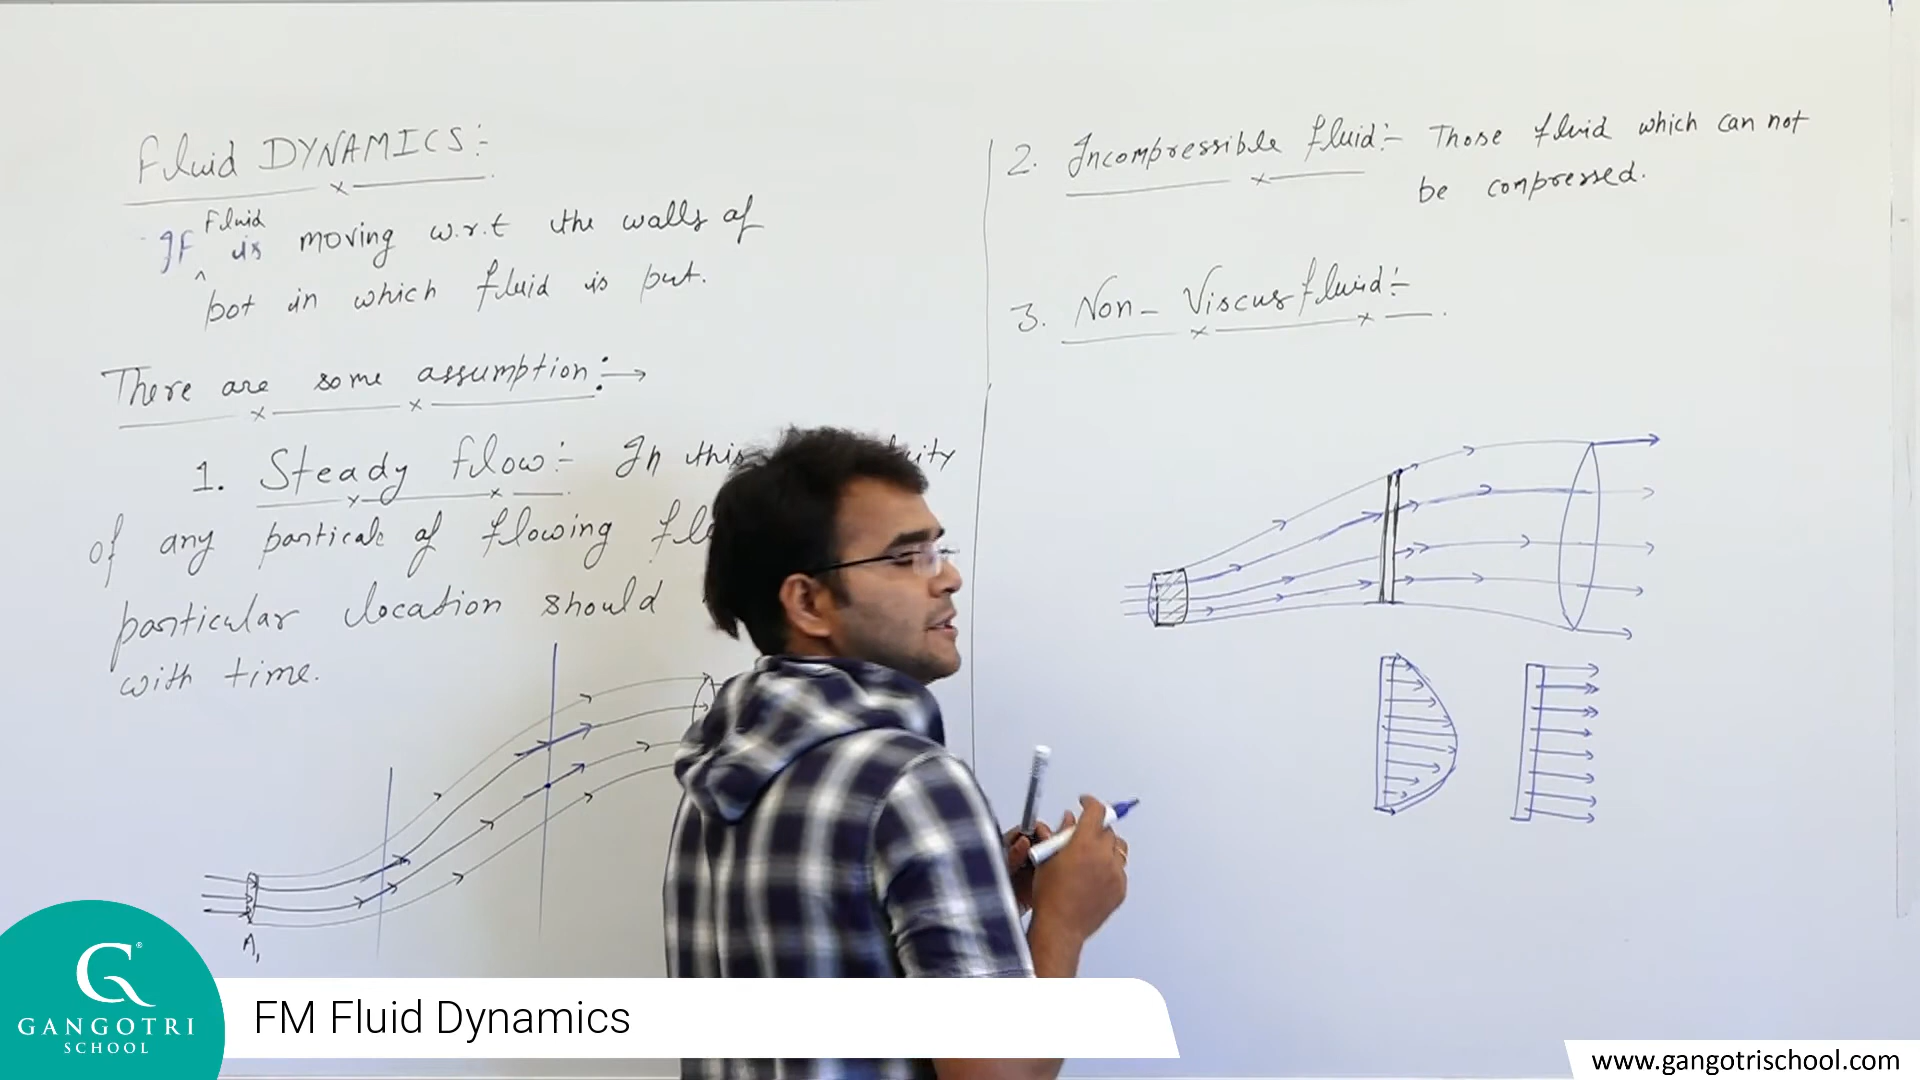 Fluid DYNAMICS:-
Fluid
If is moving w.r.t the walls of
pot in which fluid is put.
There are some assumption:→
1. Steady flow:- In this
of any particle of flowing
particular location should
with time.
A₁
2. Incompressible fluid:- Those fluid which can not
be compressed.
3. Non-Viscus fluid:-
G®
GANGOTRI
SCHOOL
FM Fluid Dynamics
www.gangotrischool.com